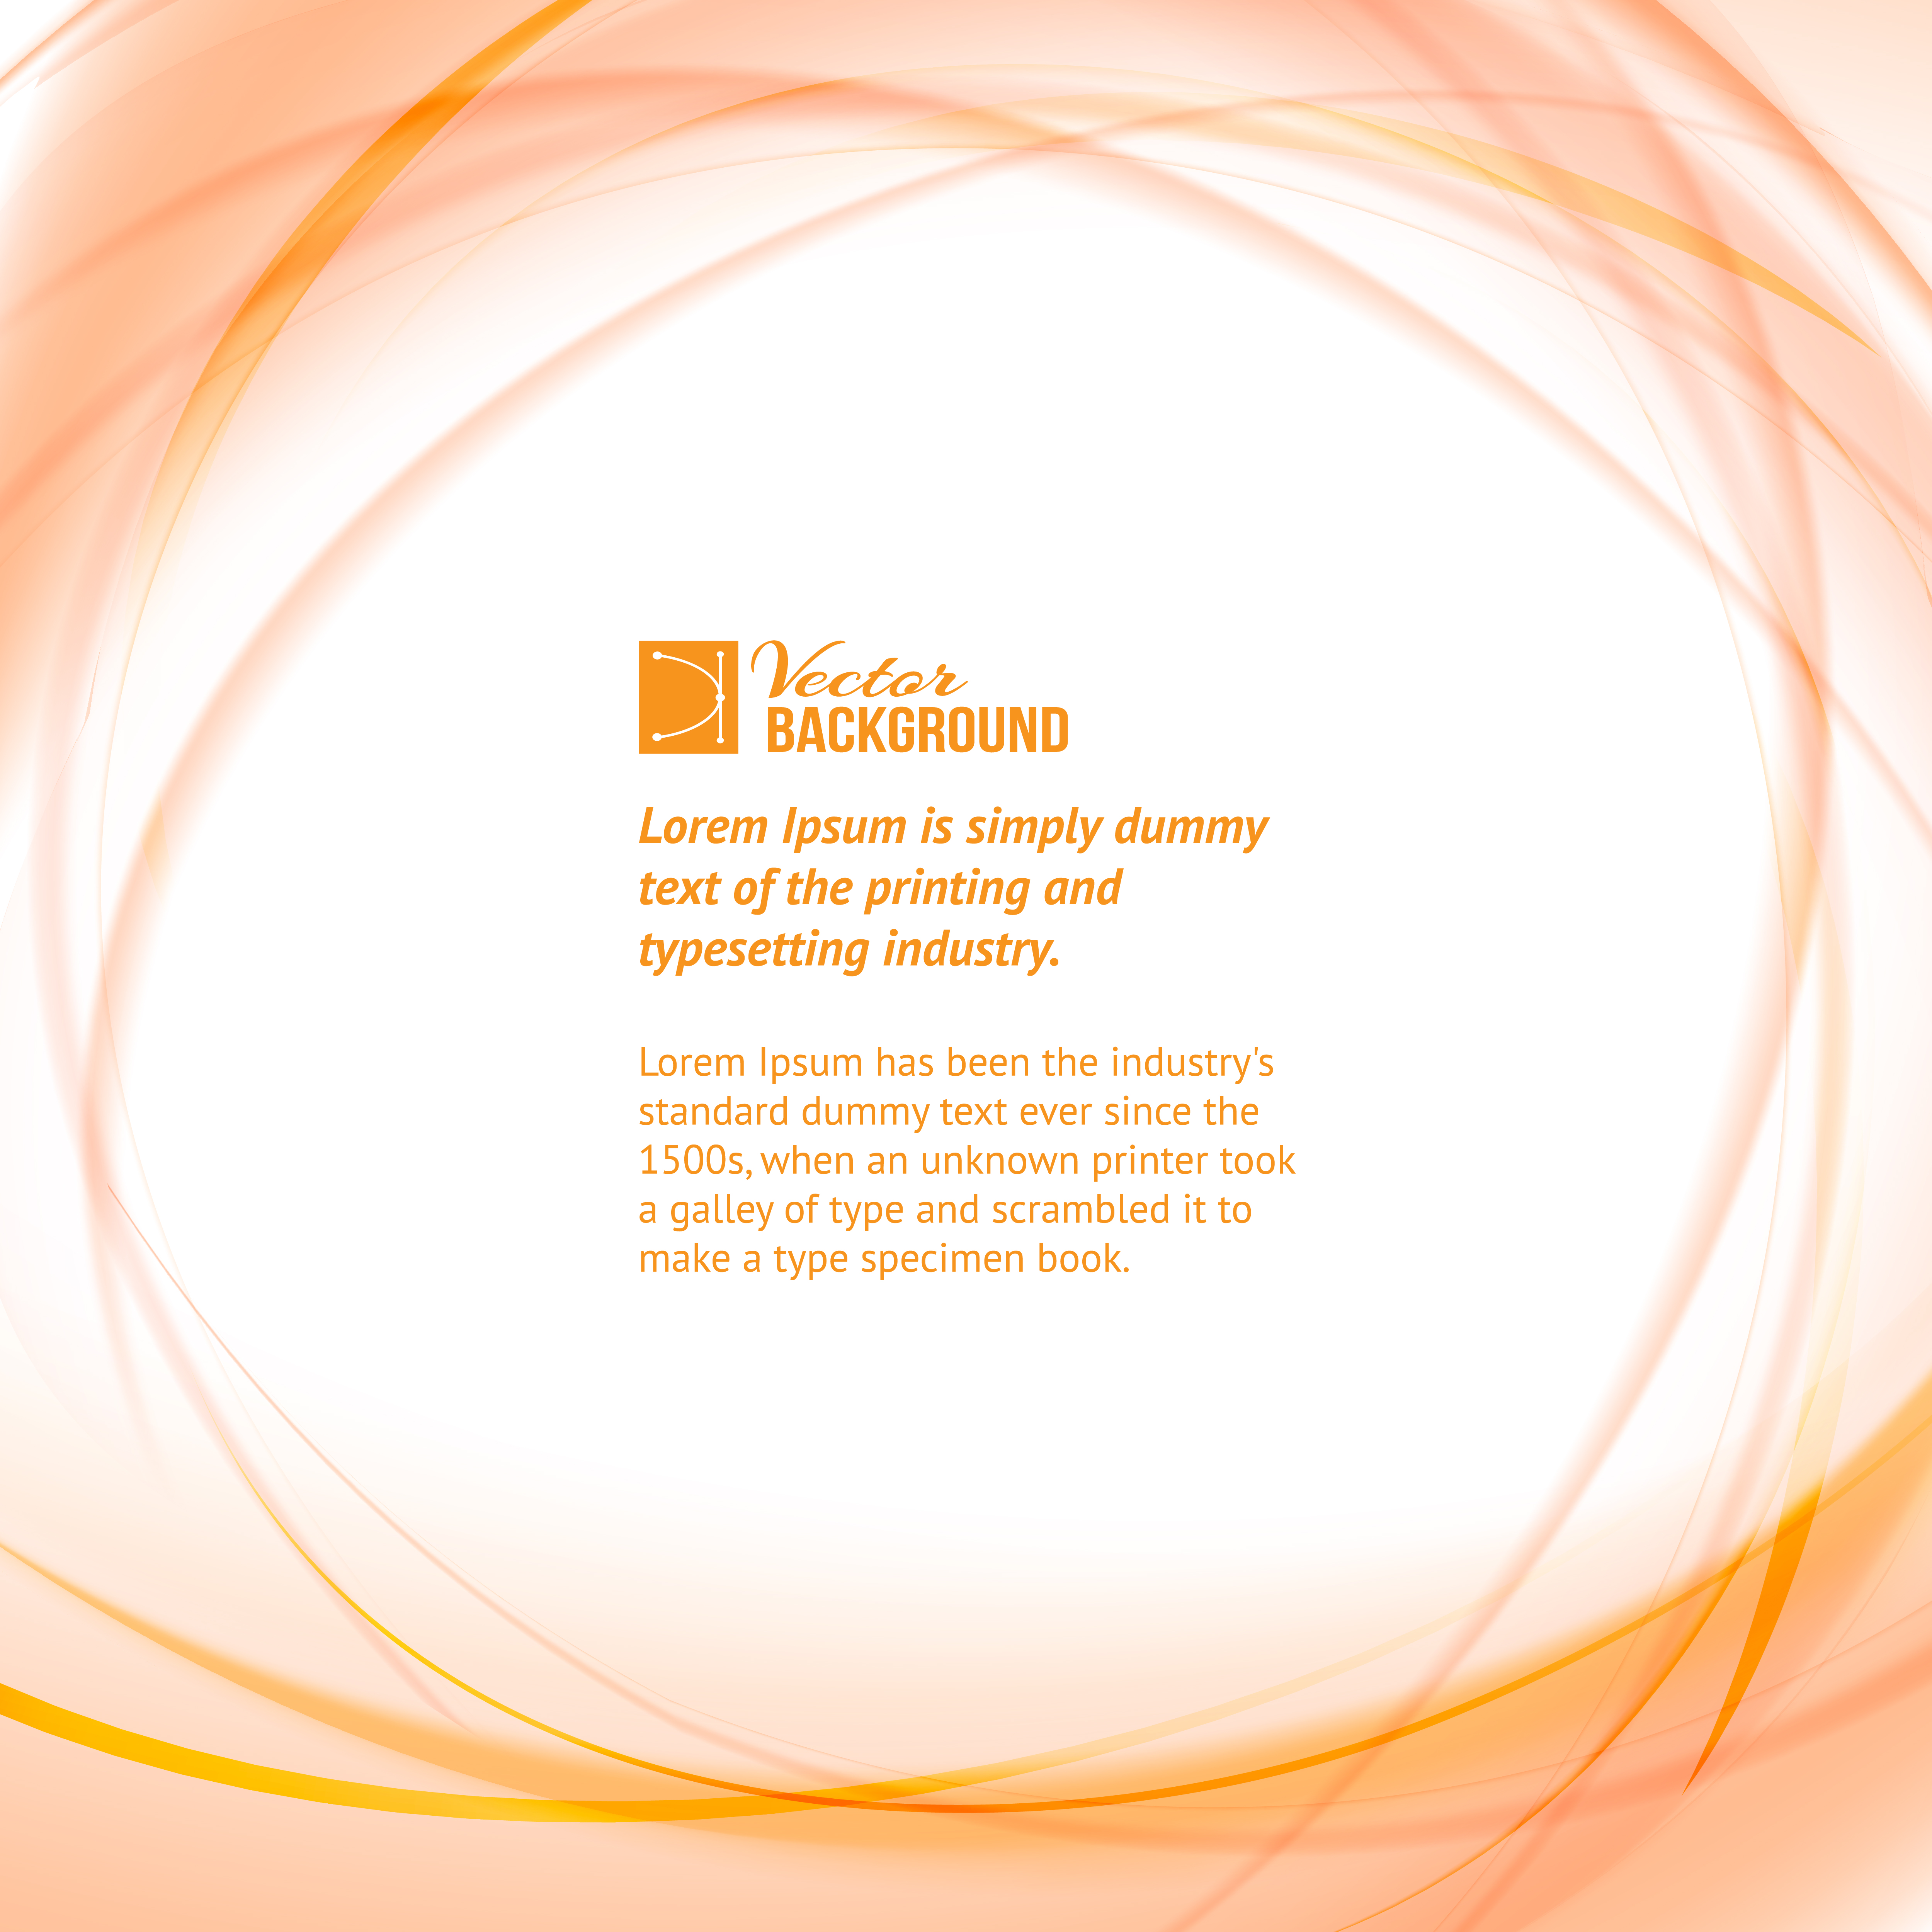 Vector
BACKGROUND
Lorem Ipsum is simply dummy
text of the printing and
typesetting industry.
Lorem Ipsum has been the industry's
standard dummy text ever since the
1500s, when an unknown printer took
a galley of type and scrambled it to
make a type specimen book.